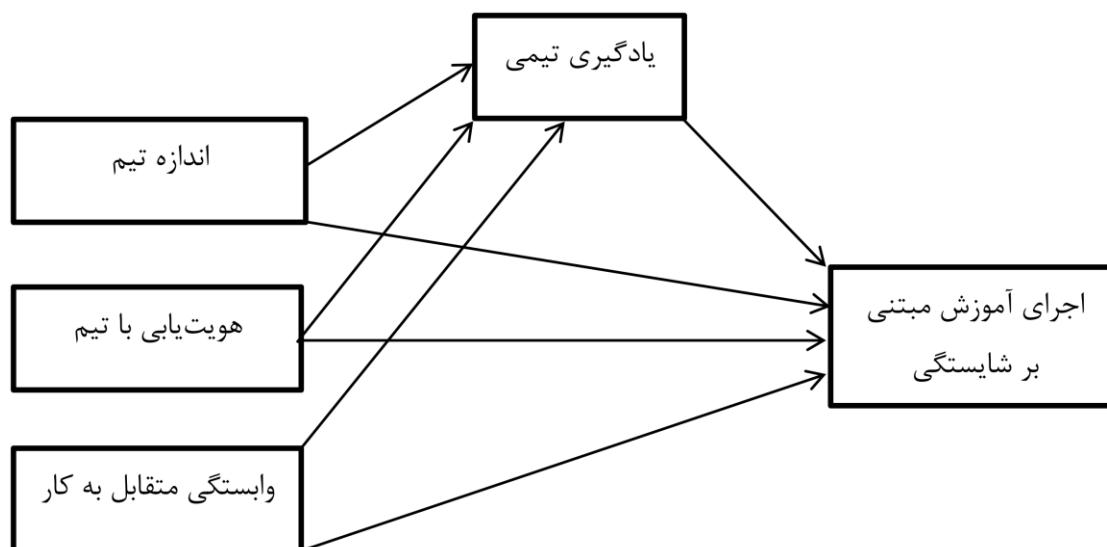 یادگیری تیمی
اندازه تیم
هویت‌یابی با تیم
اجرای آموزش مبتنی
بر شایستگی
وابستگی متقابل به کار